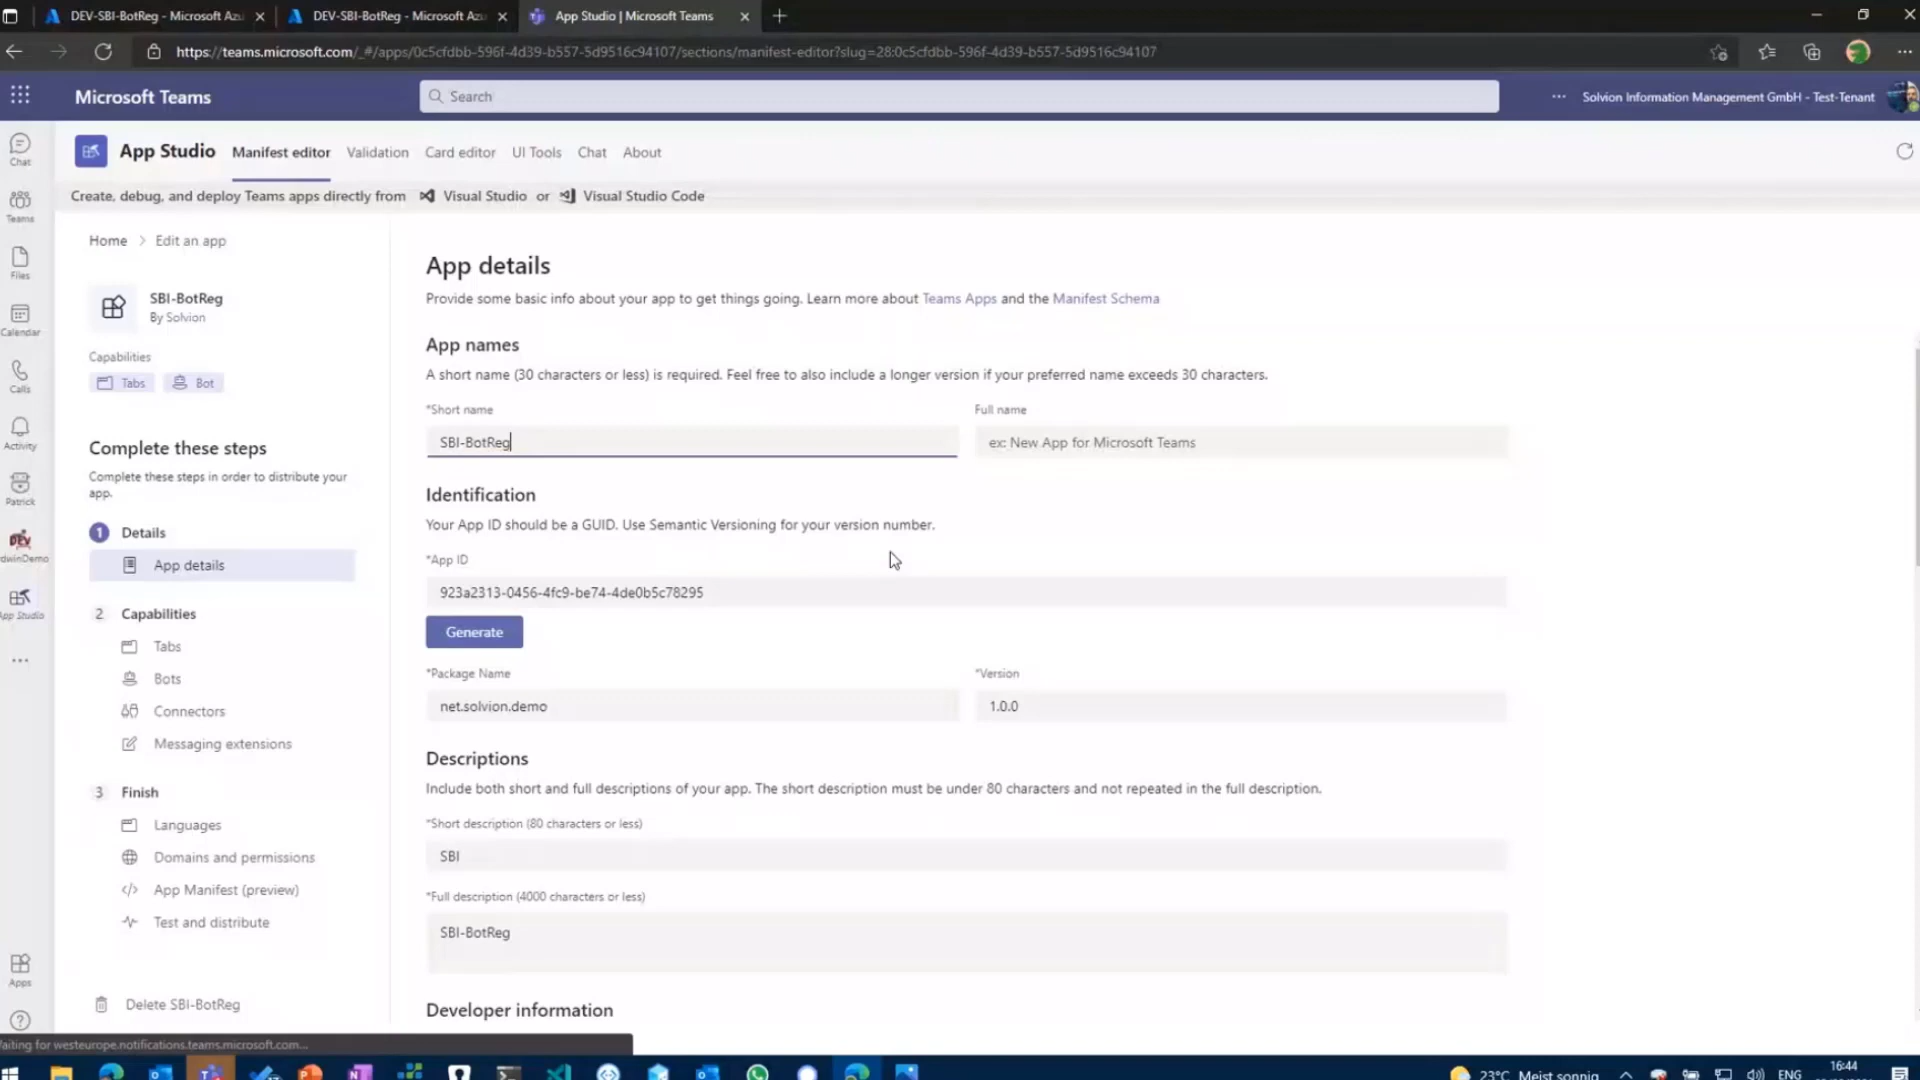 DEV-SBI-BotReg - Microsoft Azu
DEV-SBI-BotReg - Microsoft Azu
App Studio | Microsoft Teams
https://teams.microsoft.com/_#/apps/0c5cfdbb-596f-4d39-b557-5d9516c94107/sections/manifest-editor?slug=28:0c5cfdbb-596f-4d39-b557-5d9516c94107
Microsoft Teams
Search
Solvion Information Management GmbH - Test-Tenant
App Studio
Manifest editor
Validation
Card editor
UI Tools
Chat
About
Create, debug, and deploy Teams apps directly from Visual Studio or Visual Studio Code
Chat
Teams
Files
Calendar
Calls
Activity
Patrick
DEV
dwinDemo
App Studio
Apps
Home > Edit an app
SBI-BotReg
By Solvion
Capabilities
Tabs
Bot
Complete these steps
Complete these steps in order to distribute your
app.
1 Details
App details
2 Capabilities
Tabs
Bots
Connectors
Messaging extensions
3 Finish
Languages
Domains and permissions
App Manifest (preview)
Test and distribute
Delete SBI-BotReg
App details
Provide some basic info about your app to get things going. Learn more about Teams Apps and the Manifest Schema
App names
A short name (30 characters or less) is required. Feel free to also include a longer version if your preferred name exceeds 30 characters.
*Short name
Full name
SBI-BotReg
ex: New App for Microsoft Teams
Identification
Your App ID should be a GUID. Use Semantic Versioning for your version number.
*App ID
923a2313-0456-4fc9-be74-4de0b5c78295
Generate
*Package Name
*Version
net.solvion.demo
1.0.0
Descriptions
Include both short and full descriptions of your app. The short description must be under 80 characters and not repeated in the full description.
*Short description (80 characters or less)
SBI
*Full description (4000 characters or less)
SBI-BotReg
Developer information
Waiting for westeurope.notifications.teams.microsoft.com...
23°C Meist sonnig
ENG
16:44